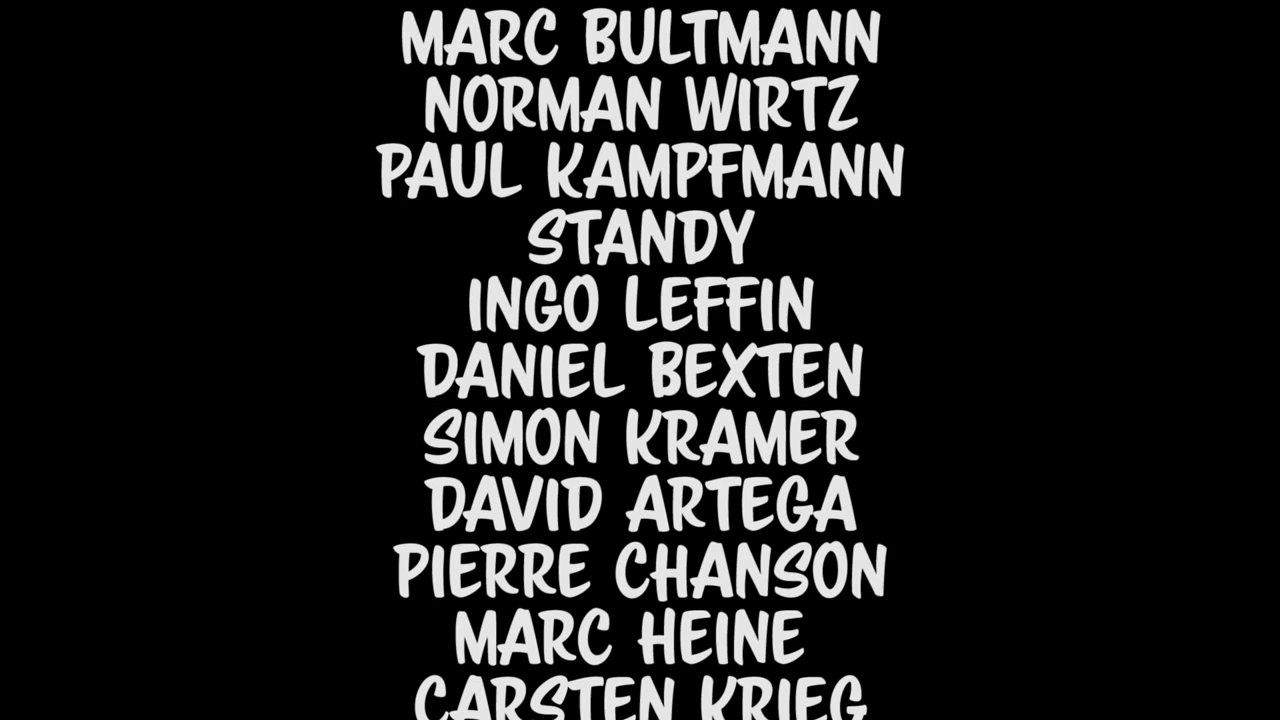 MARC BULTMANN
NORMAN WIRTZ
PAUL KAMPFMANN
STANDY
INGO LEFFIN
DANIEL BEXTEN
SIMON KRAMER
DAVID ARTEGA
PIERRE CHANSON
MARC HEINE
CARSTEN KRIEG